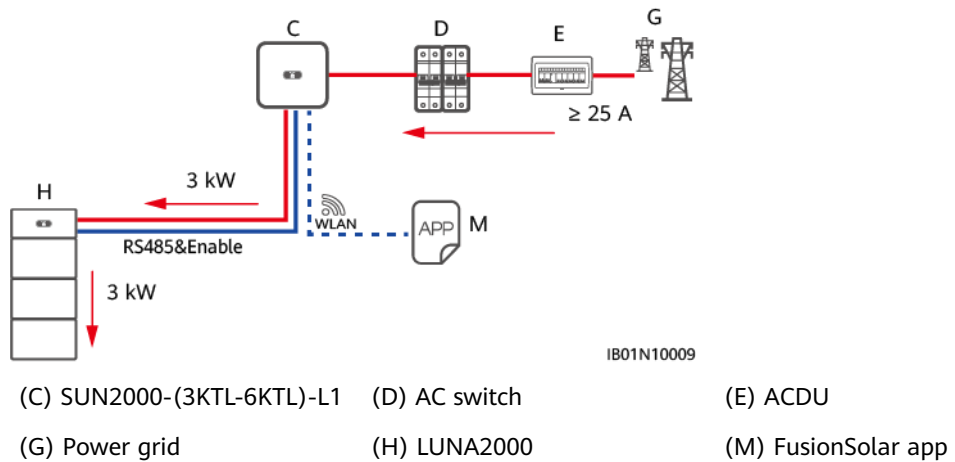 G
C
D
E
≥ 25 A
3 kW
H
WLAN
APP
M
RS485&Enable
3 kW
IB01N10009
(C) SUN2000-(3KTL-6KTL)-L1 (D) AC switch (E) ACDU
(G) Power grid (H) LUNA2000 (M) FusionSolar app